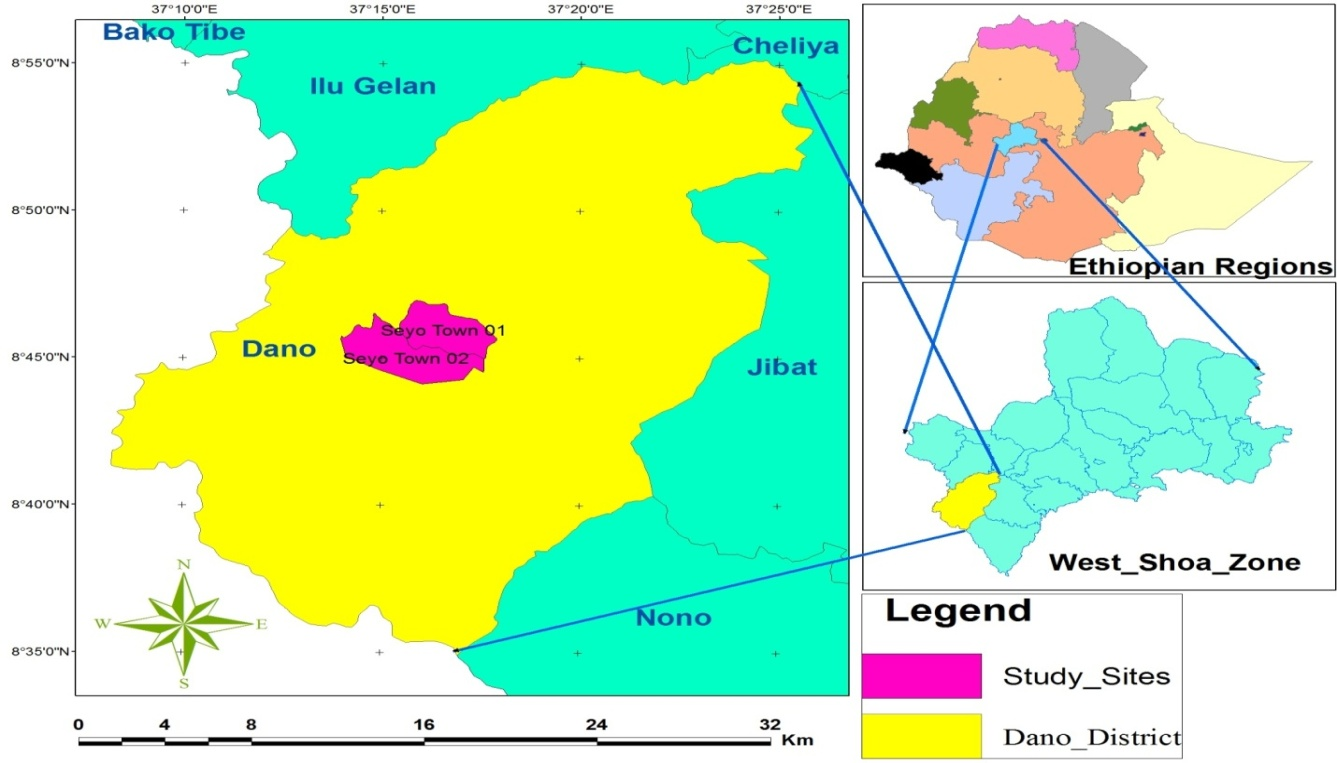 37°10'0"E 37°15'0"E 37°20'0"E 37°25'0"E
Bako Tibe
Cheliya
8°55'0"N
Ilu Gelan
8°50'0"N
Seyo Town 01
Dano
8°45'0"N
Seyo Town 02
Jibat
8°40'0"N
N
W E
S
Nono
8°35'0"N
0 4 8 16 24 32
Km
Ethiopian Regions
West_Shoa_Zone
Legend
Study_Sites
Dano_District